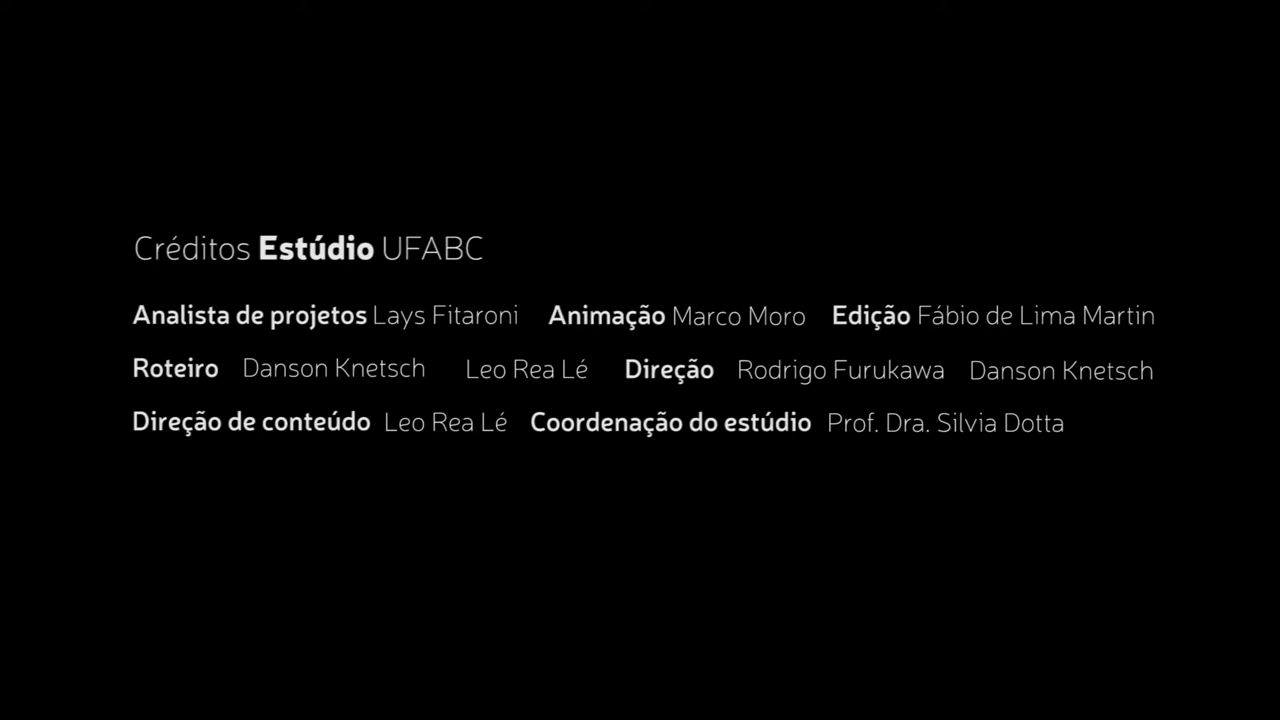 Créditos Estúdio UFABC
Analista de projetos Lays Fitaroni Animação Marco Moro Edição Fábio de Lima Martin
Roteiro Danson Knetsch Leo Rea Lé Direção Rodrigo Furukawa Danson Knetsch
Direção de conteúdo Leo Rea Lé Coordenação do estúdio Prof. Dra. Silvia Dotta